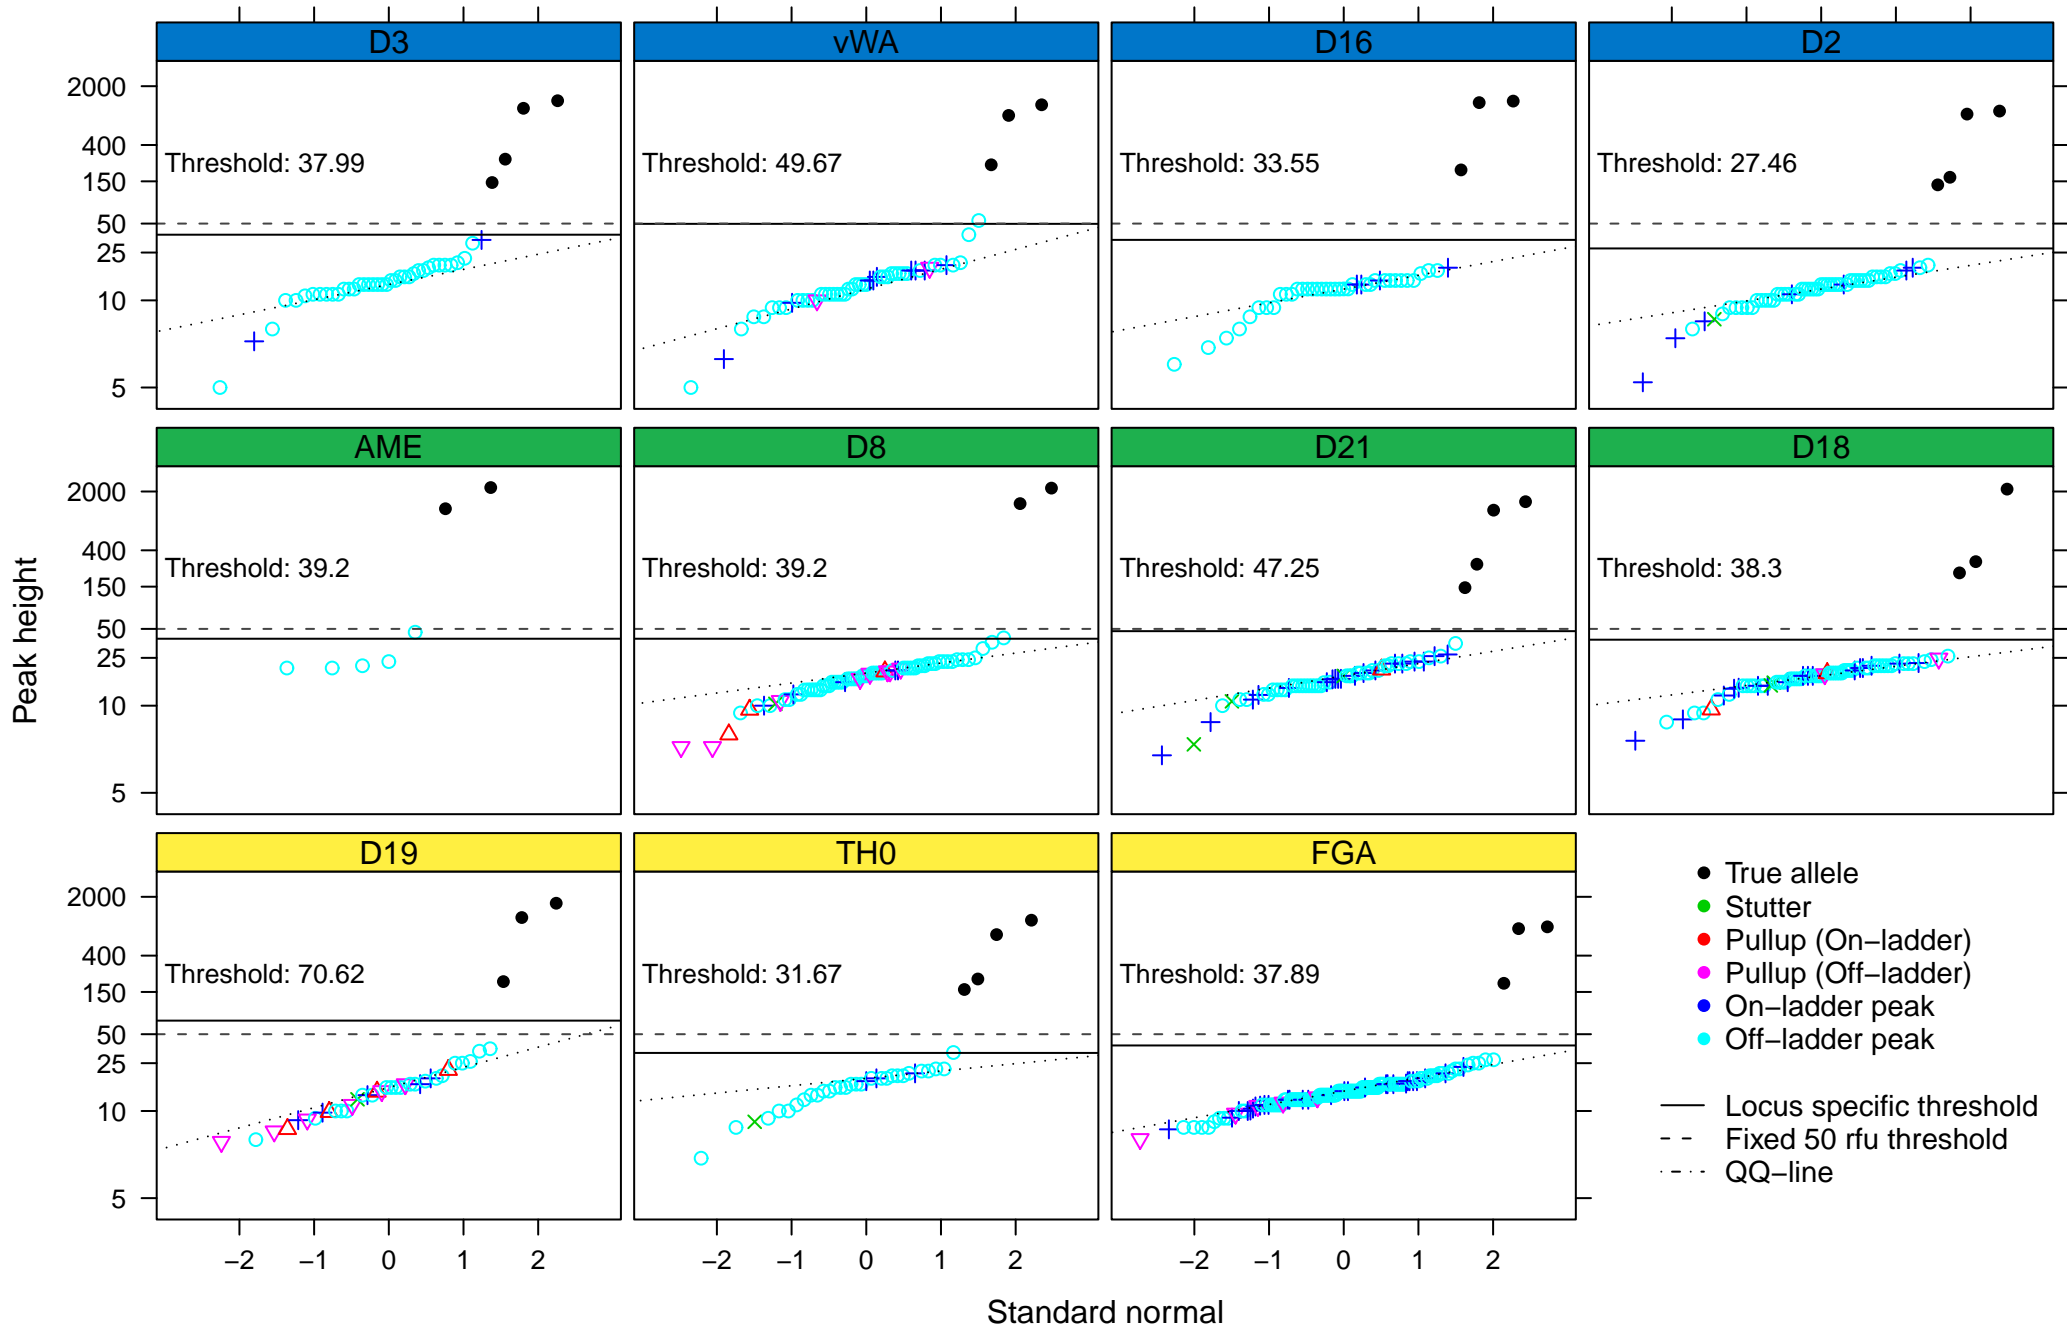 D3 vWA D16 D2
2000
400
Threshold: 37.99 Threshold: 49.67 Threshold: 33.55 Threshold: 27.46
150
50
25
10
5
AME D8 D21 D18
2000
400
Threshold: 39.2 Threshold: 39.2 Threshold: 47.25 Threshold: 38.3
150
50
25
10
5
Peak height
D19 TH0 FGA
2000
400
Threshold: 70.62 Threshold: 31.67 Threshold: 37.89
150
50
25
10
5
True allele
Stutter
Pullup (On−ladder)
Pullup (Off−ladder)
On−ladder peak
Off−ladder peak
Locus specific threshold
Fixed 50 rfu threshold
QQ−line
−2 −1 0 1 2 −2 −1 0 1 2 −2 −1 0 1 2
Standard normal